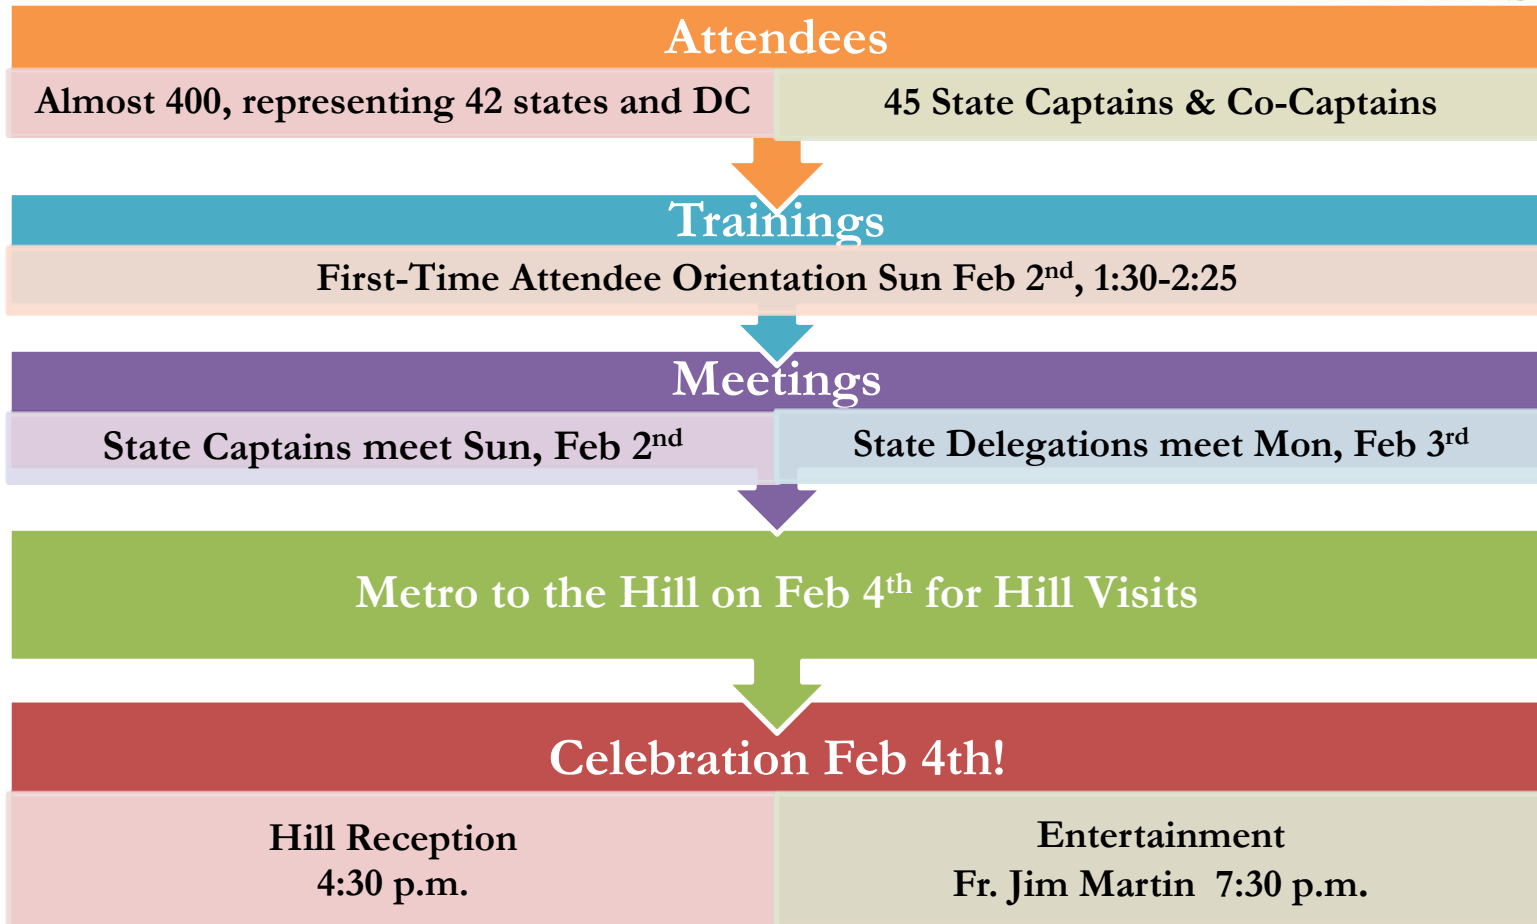 Attendees
Almost 400, representing 42 states and DC
45 State Captains & Co-Captains
Trainings
First-Time Attendee Orientation Sun Feb 2nd, 1:30-2:25
Meetings
State Captains meet Sun, Feb 2nd
State Delegations meet Mon, Feb 3rd
Metro to the Hill on Feb 4th for Hill Visits
Celebration Feb 4th!
Hill Reception
4:30 p.m.
Entertainment
Fr. Jim Martin 7:30 p.m.